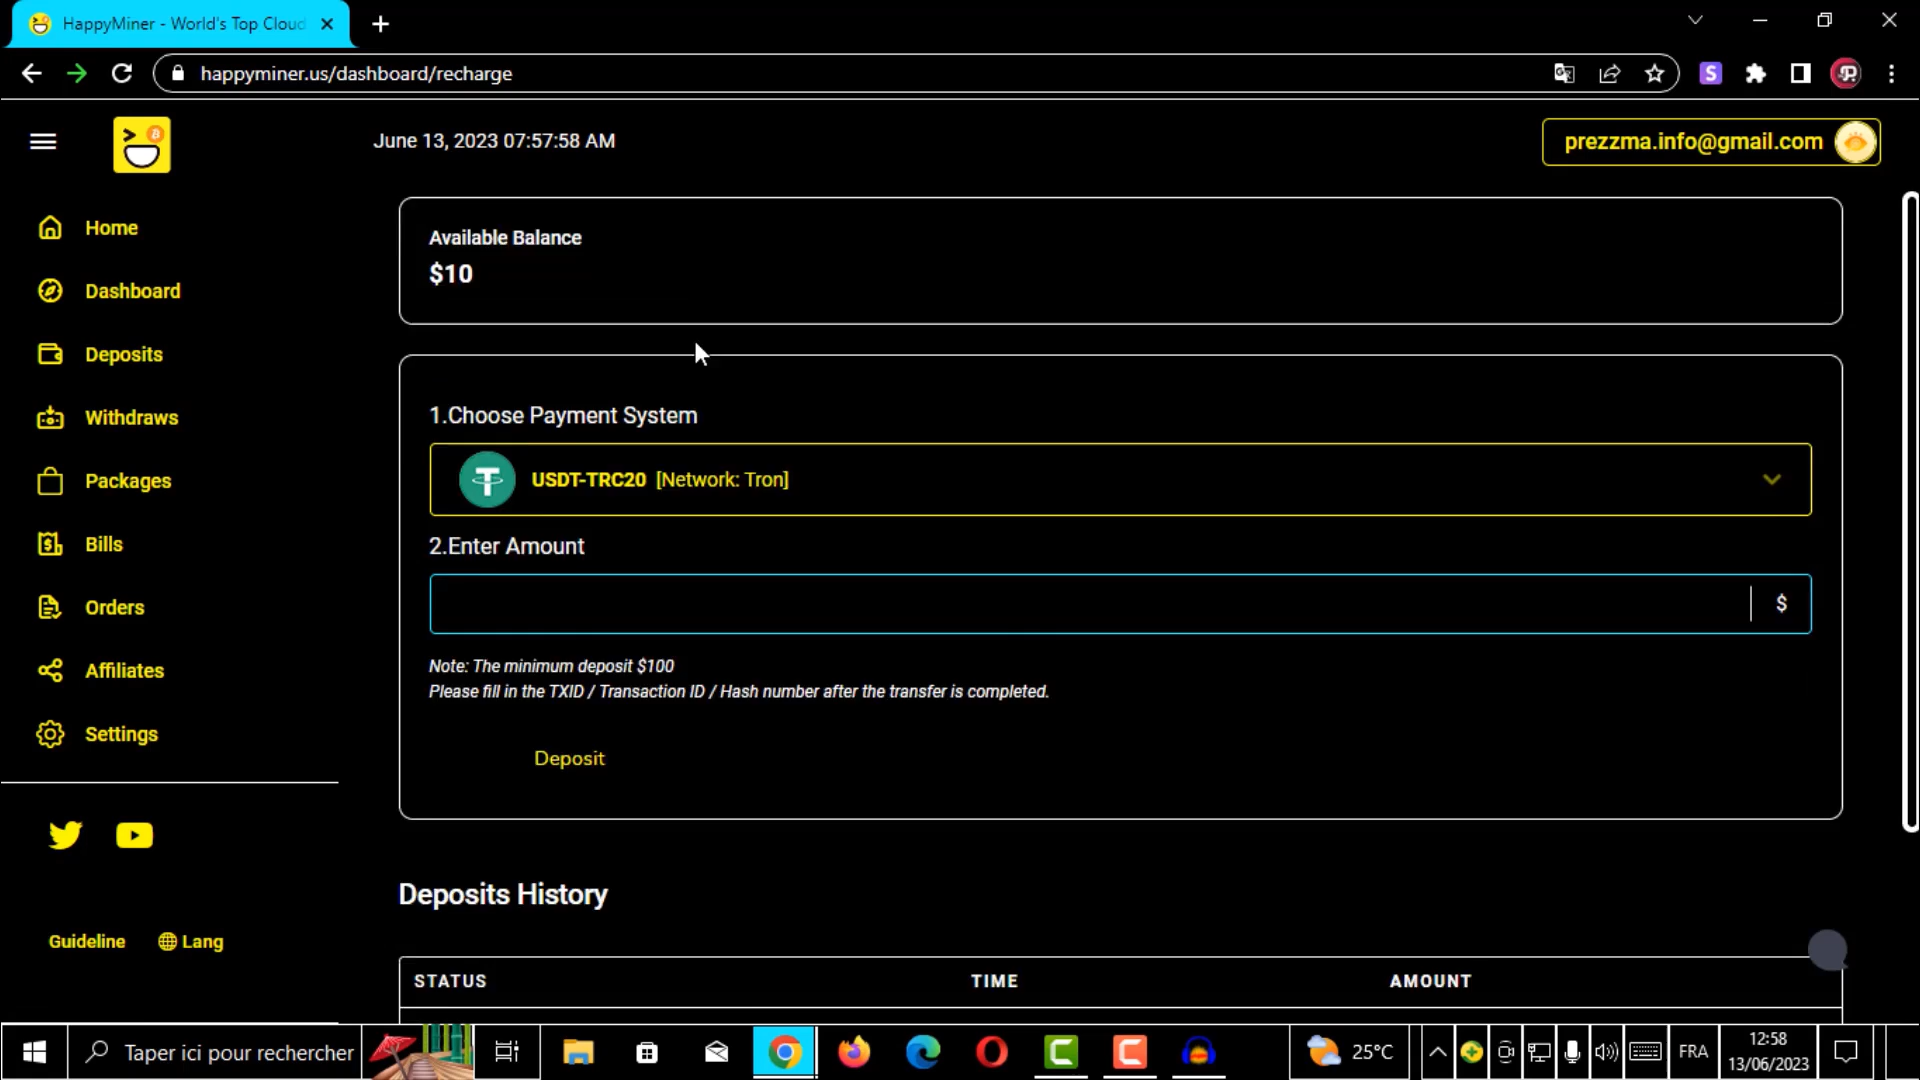 HappyMiner - World's Top Cloud
happyminer.us/dashboard/recharge
June 13, 2023 07:57:58 AM
prezzma.info@gmail.com
Home
Dashboard
Deposits
Withdraws
Packages
Bills
Orders
Affiliates
Settings
Guideline
Lang
Available Balance
$10
1.Choose Payment System
USDT-TRC20 [Network: Tron]
2.Enter Amount
$
Note: The minimum deposit $100
Please fill in the TXID / Transaction ID / Hash number after the transfer is completed.
Deposit
Deposits History
STATUS TIME AMOUNT
Taper ici pour rechercher
25°C
FRA
12:58
13/06/2023